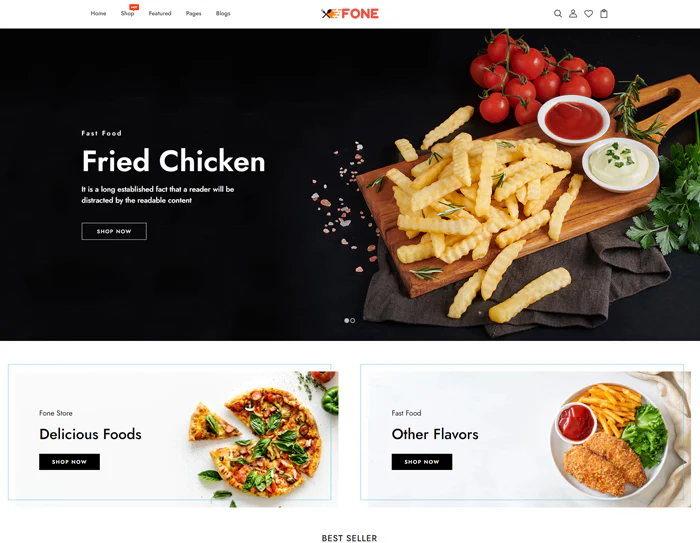 Home
Shop
Featured
Pages
Blogs
FONE
Fast Food
Fried Chicken
It is a long established fact that a reader will be
distracted by the readable content
SHOP NOW
Fone Store
Delicious Foods
SHOP NOW
Fast Food
Other Flavors
SHOP NOW
BEST SELLER